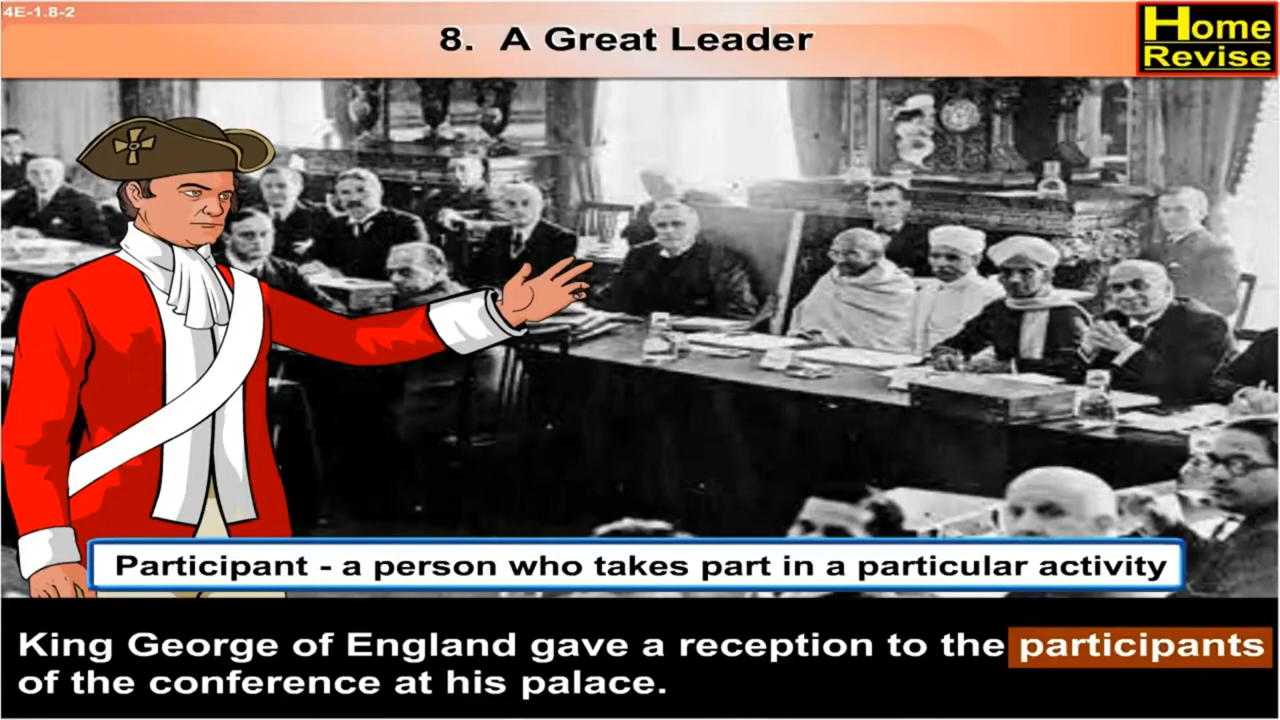 4E-1.8-2
8. A Great Leader
Home
Revise
Participant - a person who takes part in a particular activity
King George of England gave a reception to the participants
of the conference at his palace.